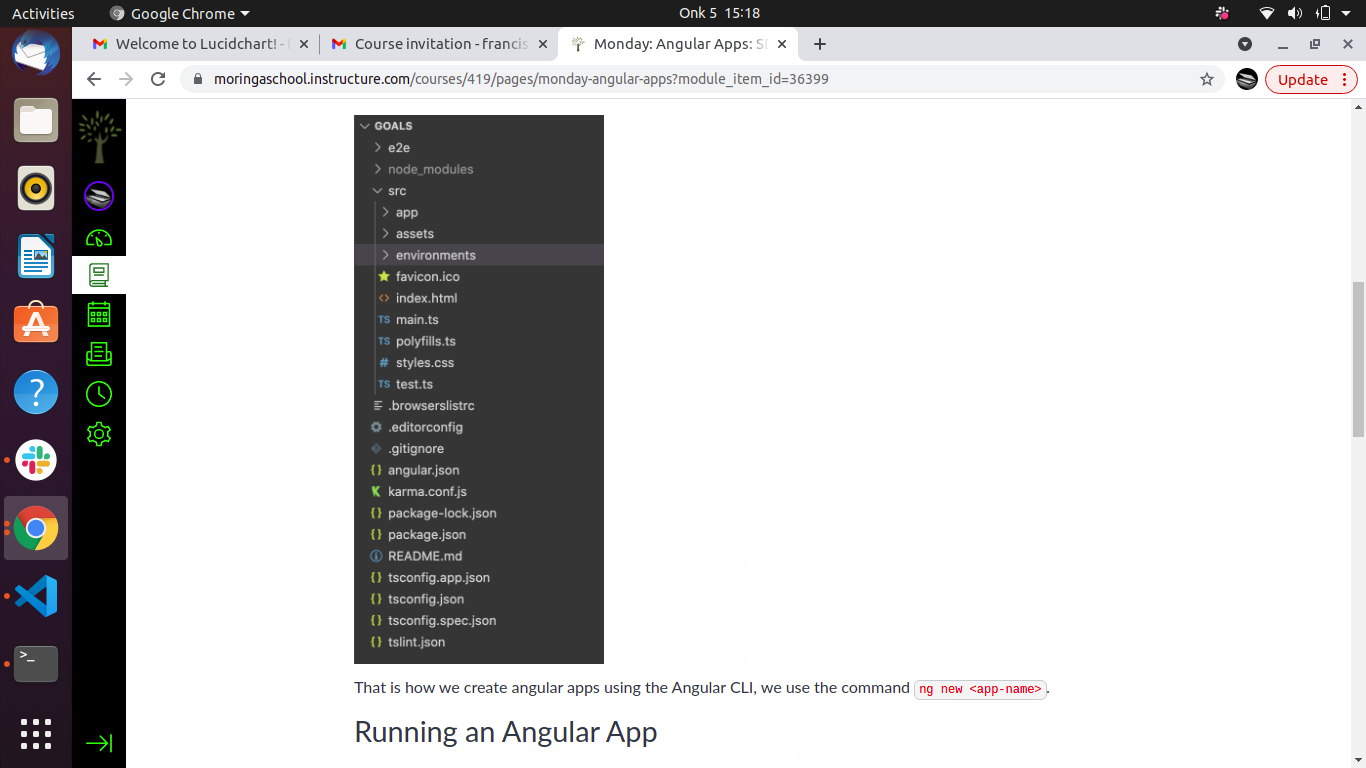 Activities
Google Chrome
Onk 5 15:18
Welcome to Lucidchart! -
Course invitation - francis
Monday: Angular Apps: S
moringaschool.instructure.com/courses/419/pages/monday-angular-apps?module_item_id=36399
Update
GOALS
e2e
node_modules
src
app
assets
environments
favicon.ico
<> index.html
TS main.ts
TS polyfills.ts
# styles.css
TS test.ts
.browserslistrc
.editorconfig
.gitignore
{} angular.json
karma.conf.js
{} package-lock.json
{} package.json
README.md
{} tsconfig.app.json
{} tsconfig.json
{} tsconfig.spec.json
{} tslint.json
That is how we create angular apps using the Angular CLI, we use the command ng new <app-name>.
Running an Angular App